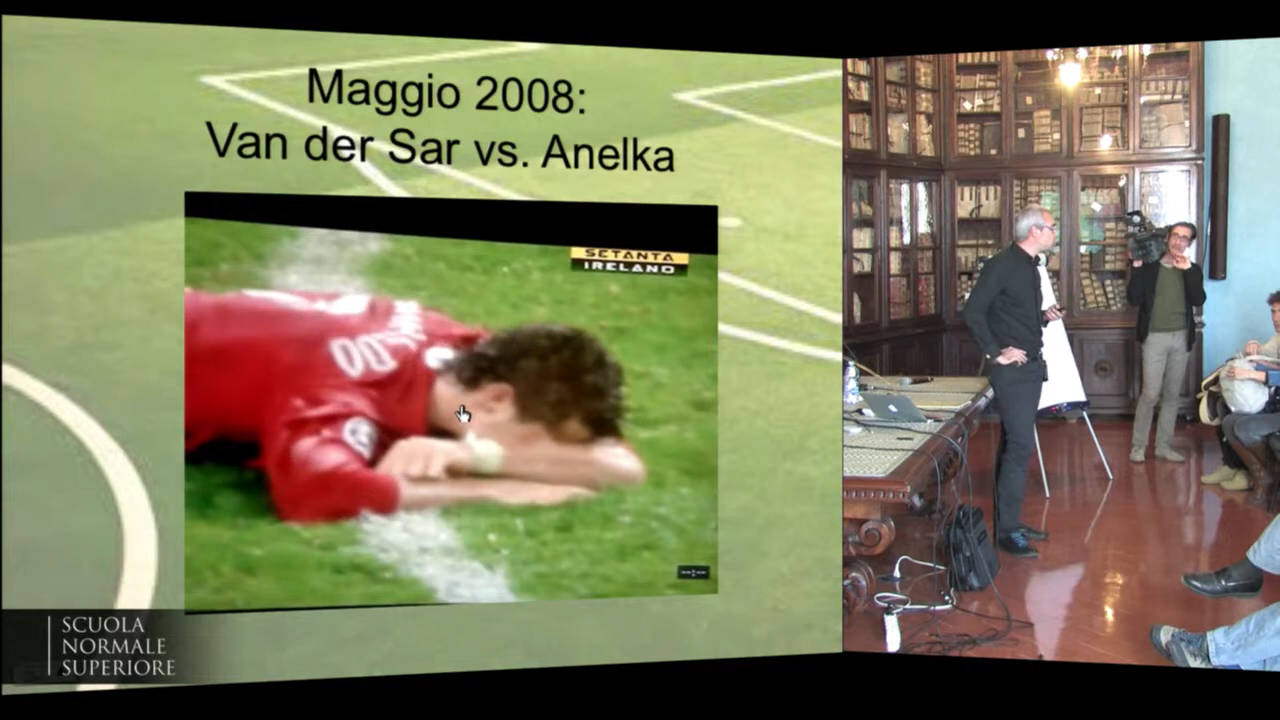 Maggio 2008:
Van der Sar vs. Anelka
SETANTA
IRELAND
SCUOLA
NORMALE
SUPERIORE